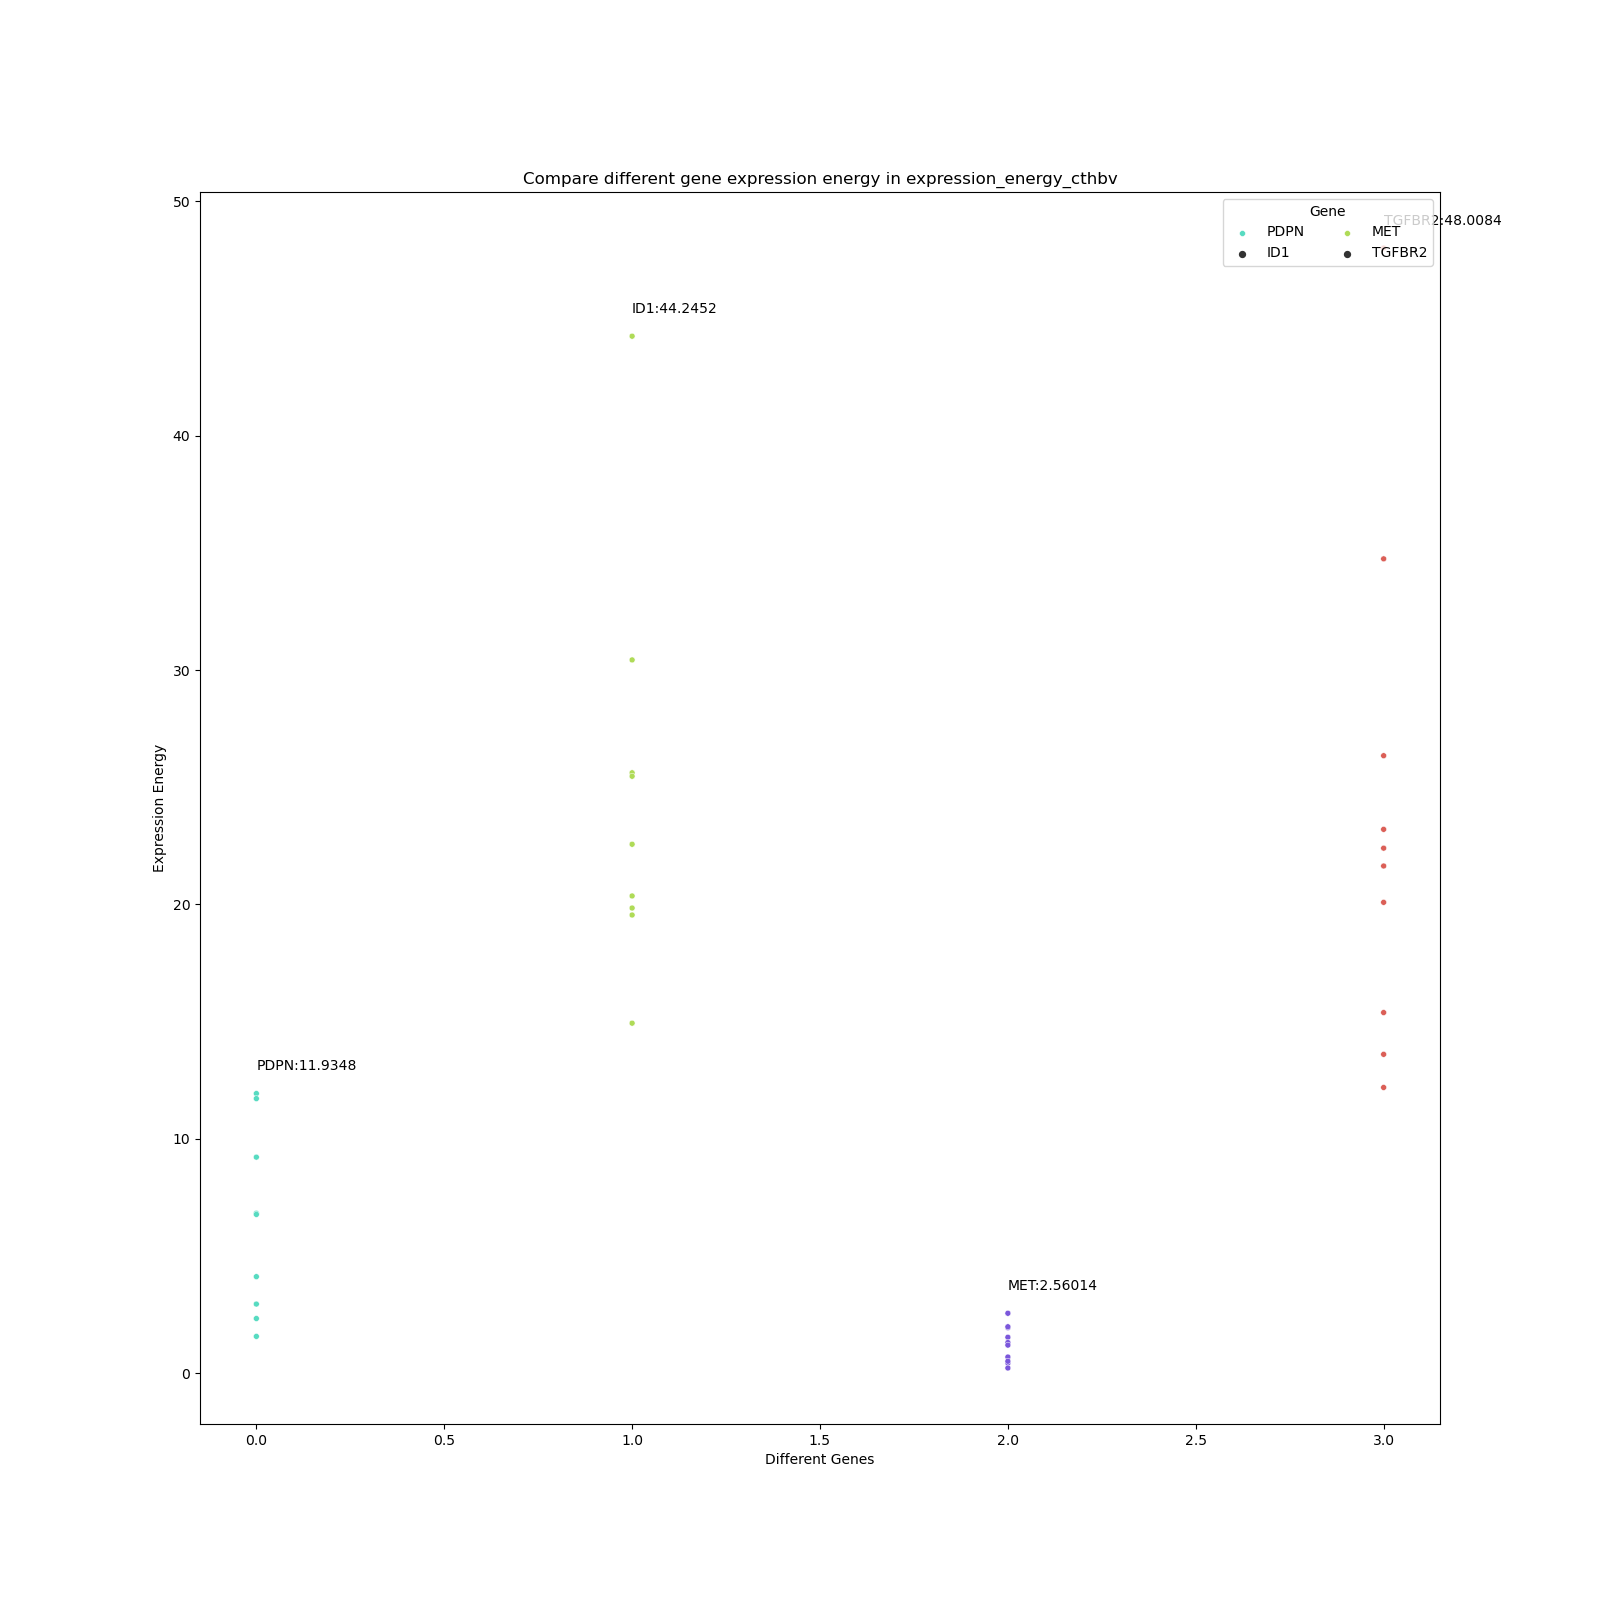 Compare different gene expression energy in expression_energy_cthbv
50
Gene
PDPN
MET
ID1
TGFBR2
TGFBR2:48.0084
ID1:44.2452
40
30
Expression Energy
20
PDPN:11.9348
10
MET:2.56014
0
0.0 0.5 1.0 1.5 2.0 2.5 3.0
Different Genes